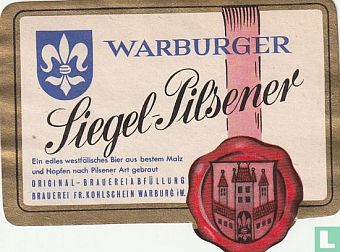 WARBURGER
Siegel-Pilsener
Ein edles westfälisches Bier aus bestem Malz
und Hopfen nach Pilsener Art gebraut
ORIGINAL-BRAUEREIABFÜLLUNG
BRAUEREI FR. KOHLSCHEIN WARBURG i.W.
© LastDodo